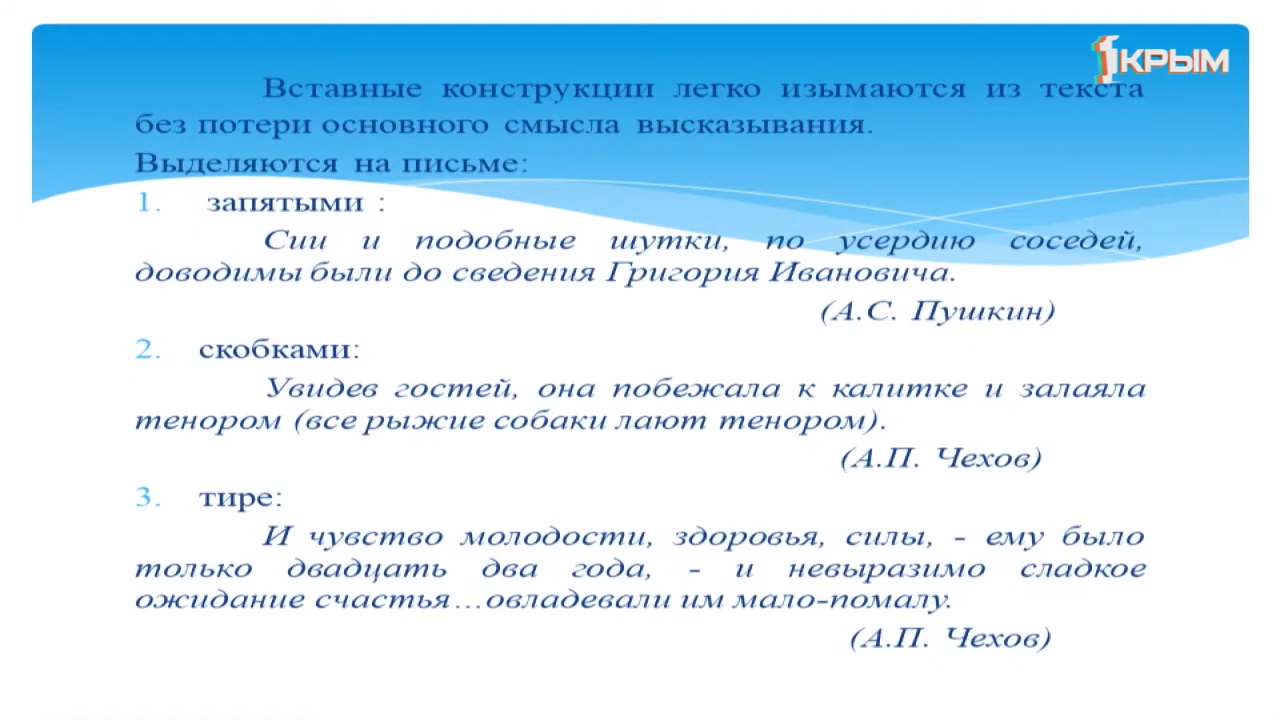 1КРЫМ
Вставные конструкции легко изымаются из текста
без потери основного смысла высказывания.
Выделяются на письме:
1. запятыми :
Сии и подобные шутки, по усердию соседей,
доводимы были до сведения Григория Ивановича.
(А.С. Пушкин)
2. скобками:
Увидев гостей, она побежала к калитке и залаяла
тенором (все рыжие собаки лают тенором).
(А.П. Чехов)
3. тире:
И чувство молодости, здоровья, силы, - ему было
только двадцать два года, - и невыразимо сладкое
ожидание счастья…овладевали им мало-помалу.
(А.П. Чехов)